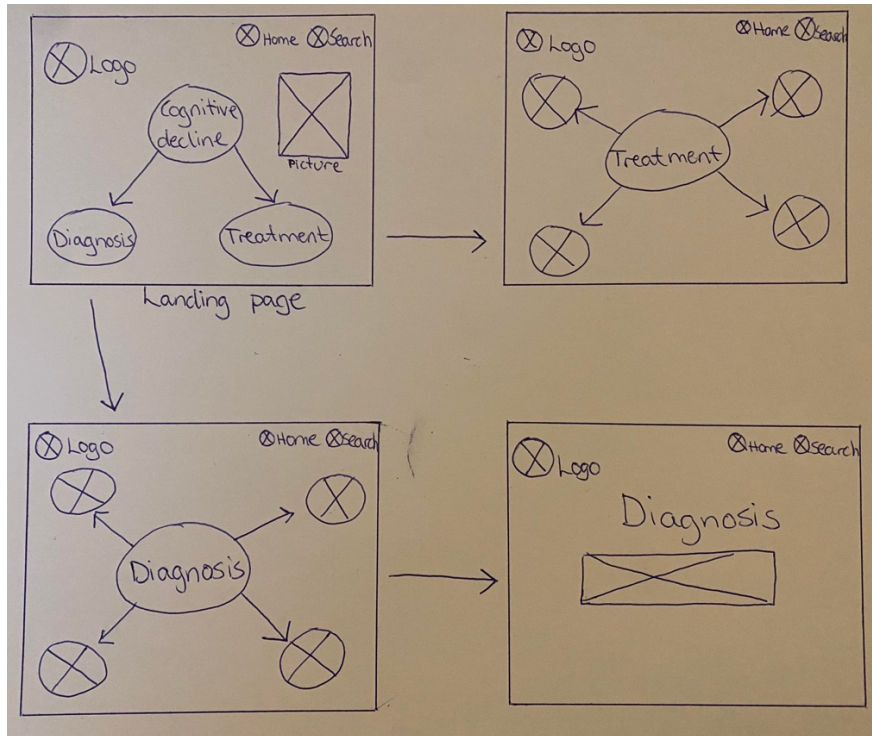 Home Search
Logo
Cognitive
decline
Picture
Diagnosis
Treatment
Landing page
Home Search
Logo
Treatment
Logo
Home Search
Diagnosis
Home Search
Logo
Diagnosis